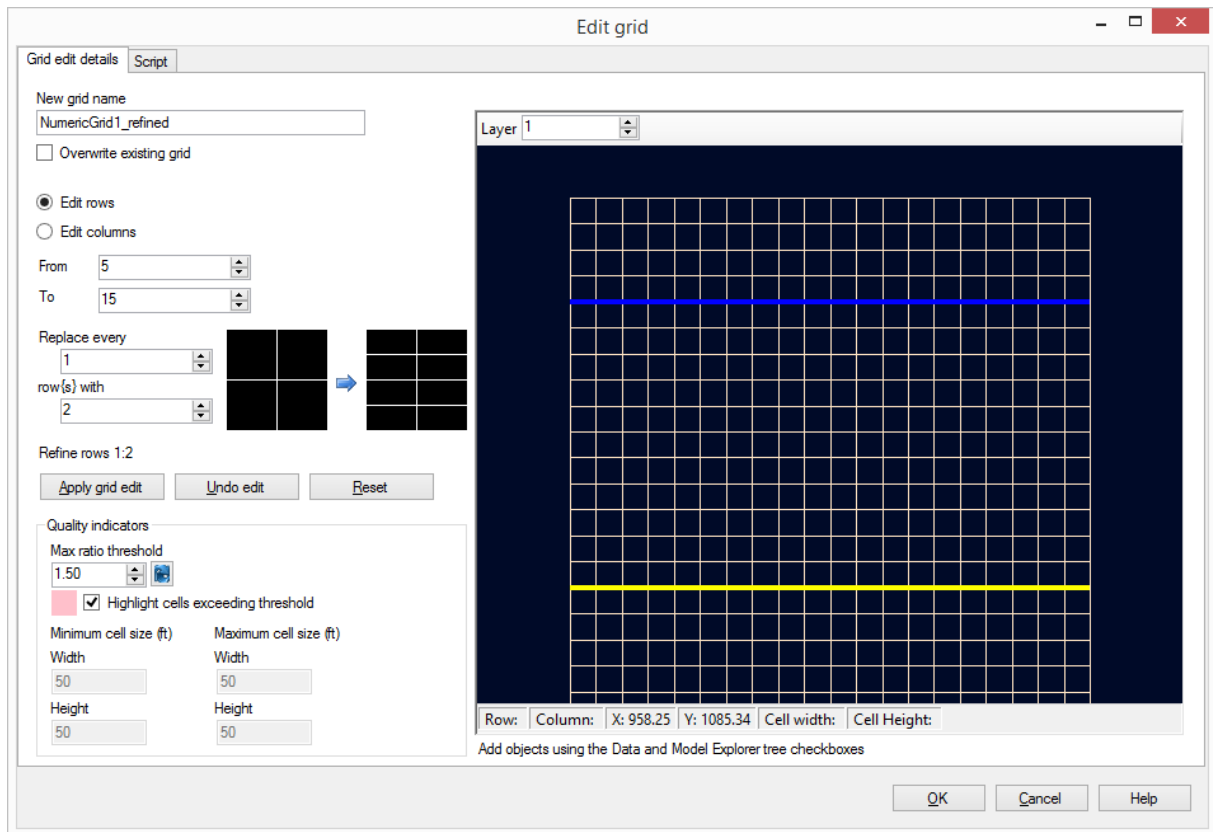 Edit grid
Grid edit details Script
New grid name
NumericGrid1_refined
Overwrite existing grid
Edit rows
Edit columns
From 5
To 15
Replace every
1
row{s} with
2
Refine rows 1:2
Apply grid edit Undo edit Reset
Quality indicators
Max ratio threshold
1.50
Highlight cells exceeding threshold
Minimum cell size (ft) Maximum cell size (ft)
Width Width
50 50
Height Height
50 50
Layer 1
Row: Column: X: 958.25 Y: 1085.34 Cell width: Cell Height:
Add objects using the Data and Model Explorer tree checkboxes
OK Cancel Help